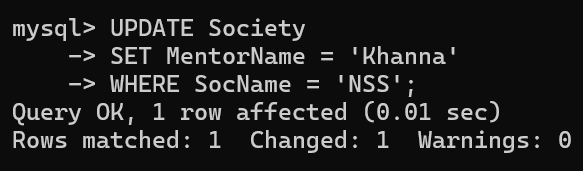 mysql> UPDATE Society
    -> SET MentorName = 'Khanna'
    -> WHERE SocName = 'NSS';
Query OK, 1 row affected (0.01 sec)
Rows matched: 1  Changed: 1  Warnings: 0